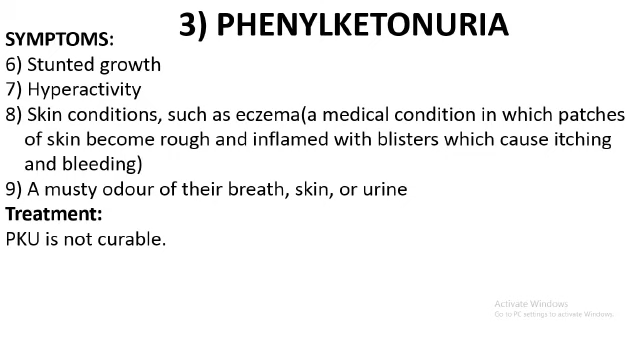 3) PHENYLKETONURIA
SYMPTOMS:
6) Stunted growth
7) Hyperactivity
8) Skin conditions, such as eczema(a medical condition in which patches
of skin become rough and inflamed with blisters which cause itching
and bleeding)
9) A musty odour of their breath, skin, or urine
Treatment:
PKU is not curable.
Activate Windows
Go to PC settings to activate Windows.